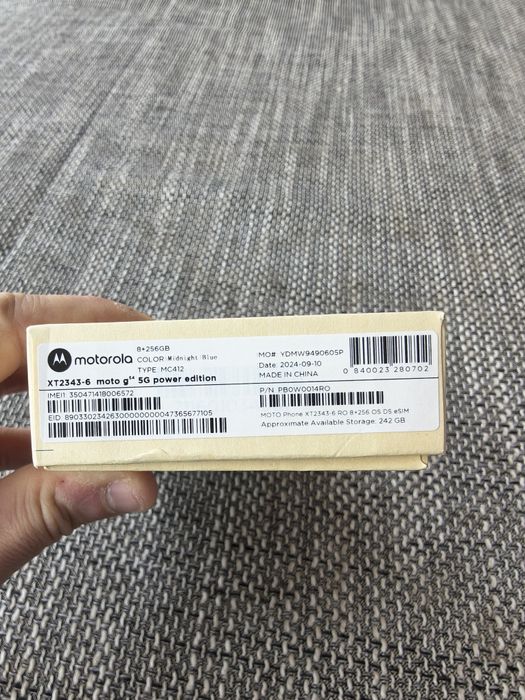 motorola
8+256GB
COLOR:Midnight Blue
TYPE: MC412
XT2343-6 moto g⁸⁴ 5G power edition
IMEI1: 350471418006572
EID 89033023426300000000047365677105
MO#: YDMW9490605P
Date: 2024-09-10
MADE IN CHINA
0 840023 280702
P/N PB0W0014RO
MOTO Phone XT2343-6 RO 8+256 OS DS eSIM
Approximate Available Storage: 242 GB